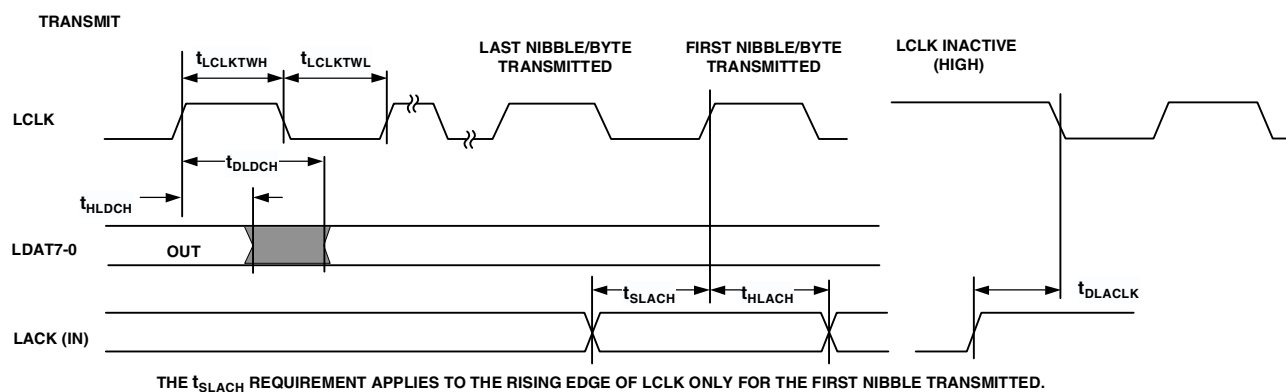 TRANSMIT
tLCLKTWH
tLCLKTWL
LAST NIBBLE/BYTE
TRANSMITTED
FIRST NIBBLE/BYTE
TRANSMITTED
LCLK INACTIVE
(HIGH)
LCLK
tDLDCH
tHLDCH
LDAT7-0
OUT
tSLACH
tHLACH
tDLACLK
LACK (IN)
THE tSLACH REQUIREMENT APPLIES TO THE RISING EDGE OF LCLK ONLY FOR THE FIRST NIBBLE TRANSMITTED.